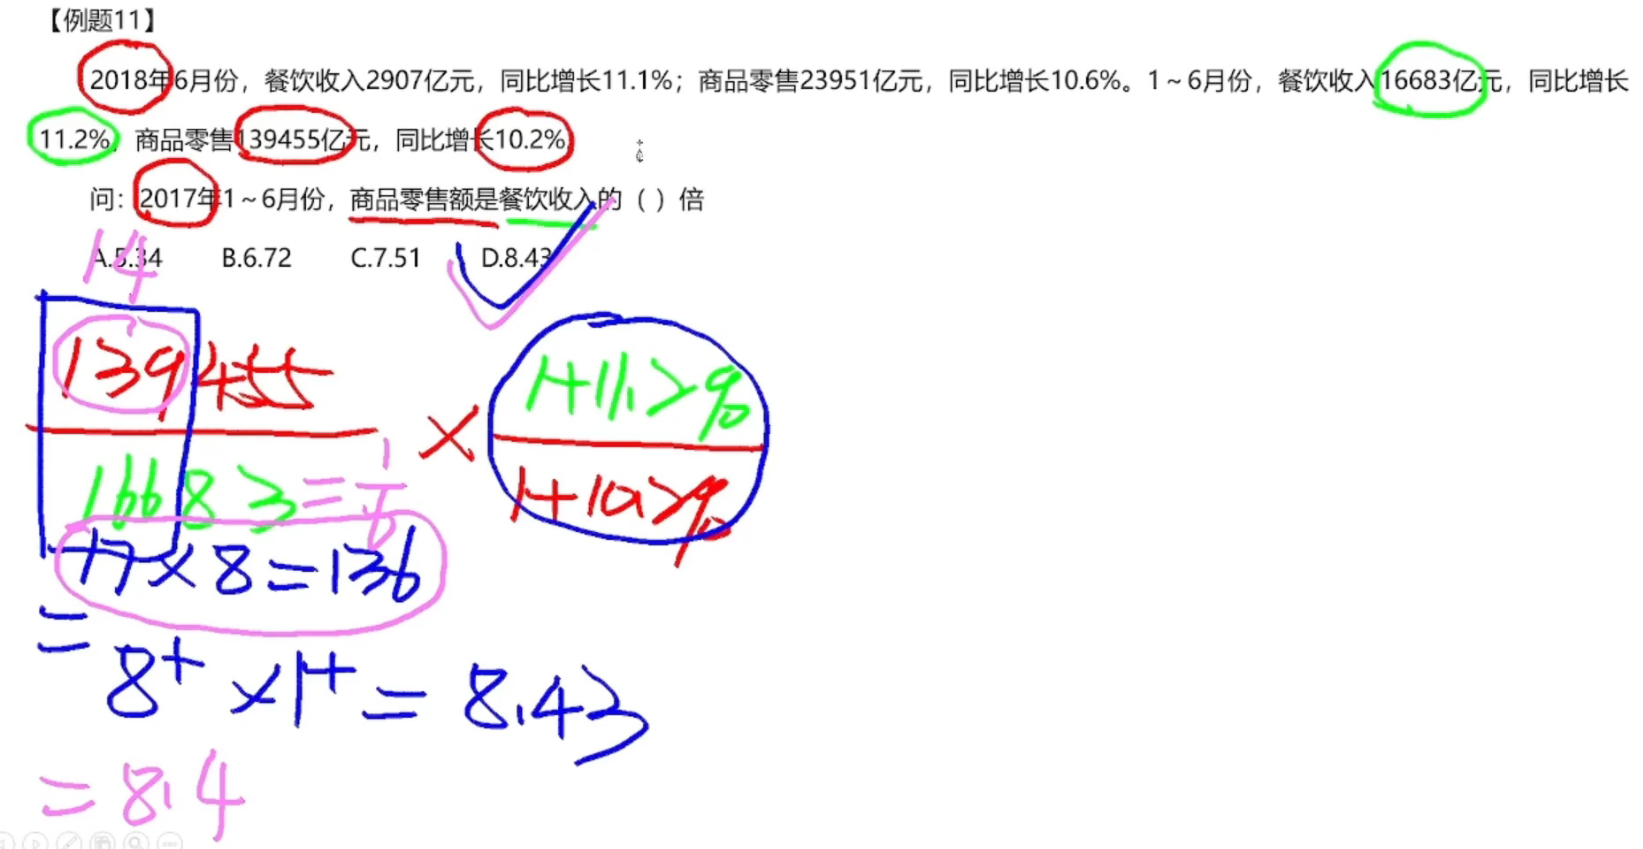 【例题11】
2018年6月份，餐饮收入2907亿元，同比增长11.1%；商品零售23951亿元，同比增长10.6%。1～6月份，餐饮收入16683亿元，同比增长
11.2%，商品零售139455亿元，同比增长10.2%。
问：2017年1～6月份，商品零售额是餐饮收入的（ ）倍
A.5.34 B.6.72 C.7.51 D.8.43
14
139455 × 1+11.2%
16683 = 1/6 1+10.2%
17×8=136
= 8+ ×1+ = 8.43
= 8.4